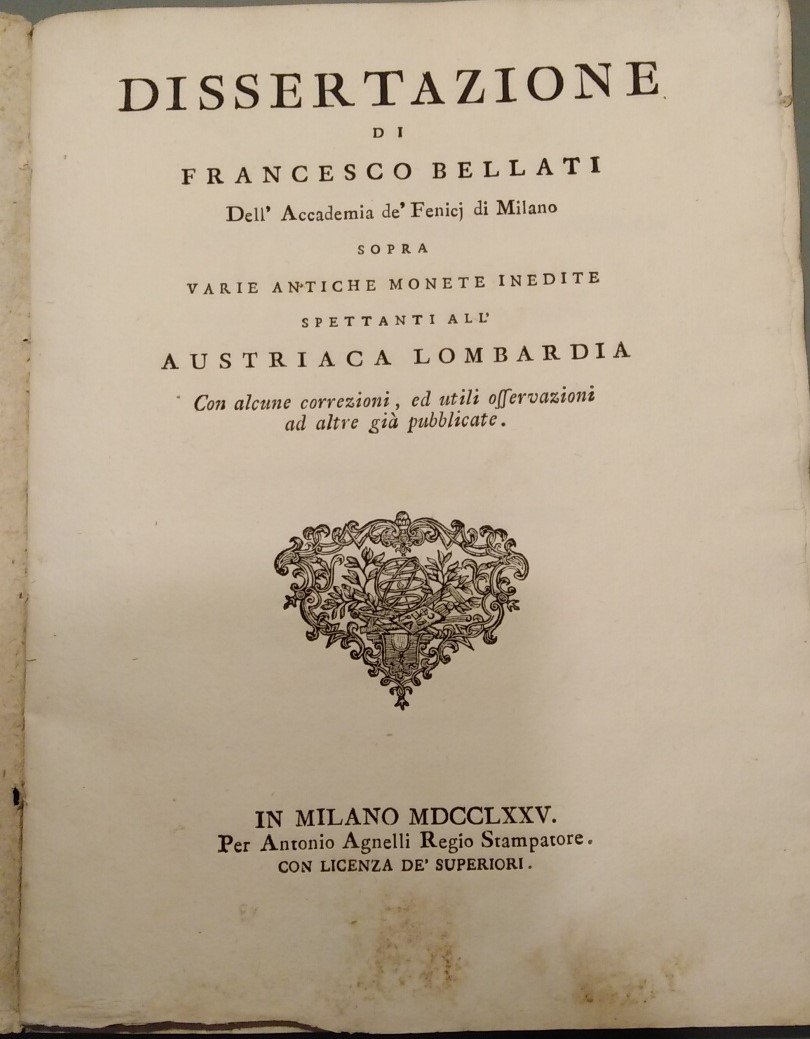 DISSERTAZIONE
DI
FRANCESCO BELLATI
Dell' Accademia de' Fenicj di Milano
SOPRA
VARIE ANTICHE MONETE INEDITE
SPETTANTI ALL'
AUSTRIACA LOMBARDIA
Con alcune correzioni, ed utili oſſervazioni
ad altre già pubblicate.
IN MILANO MDCCLXXV.
Per Antonio Agnelli Regio Stampatore.
CON LICENZA DE' SUPERIORI.